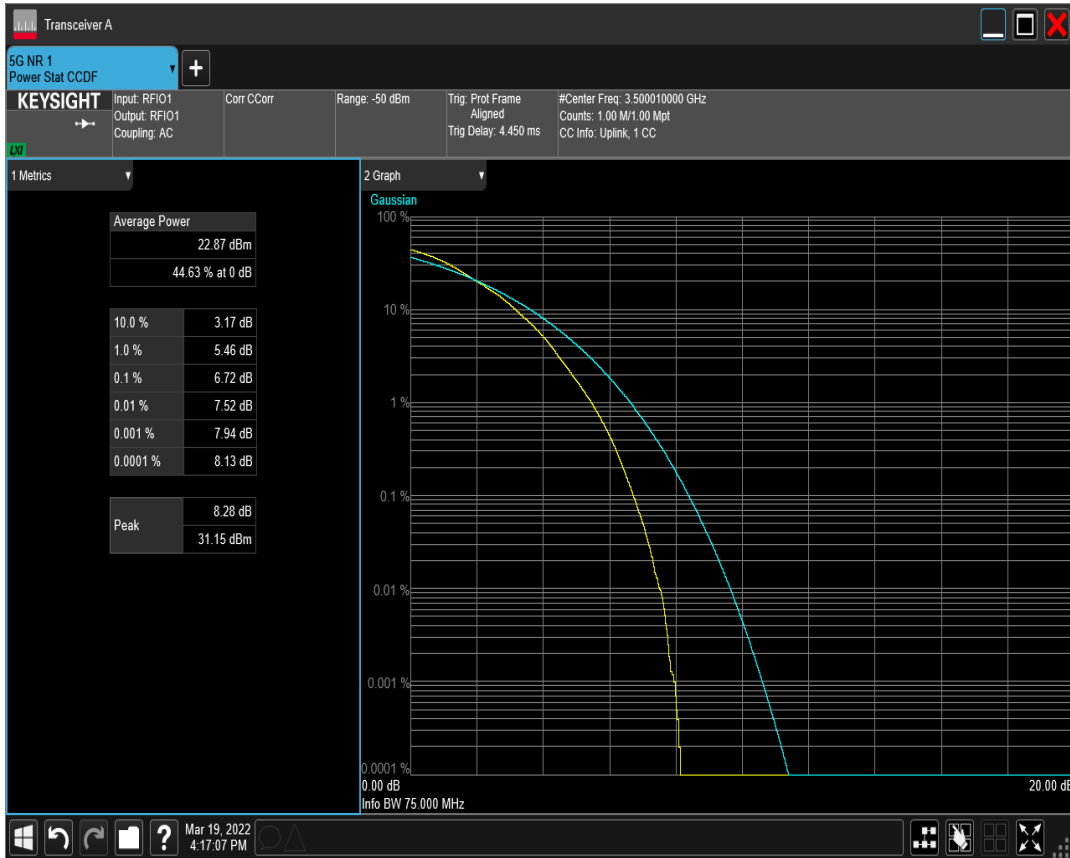 Transceiver A
5G NR 1
Power Stat CCDF
KEYSIGHT
LXI
Input: RFIO1
Output: RFIO1
Coupling: AC
Corr CCorr
Range: -50 dBm
Trig: Prot Frame
Aligned
Trig Delay: 4.450 ms
#Center Freq: 3.500010000 GHz
Counts: 1.00 M/1.00 Mpt
CC Info: Uplink, 1 CC
1 Metrics
Average Power
22.87 dBm
44.63 % at 0 dB
10.0 % 3.17 dB
1.0 % 5.46 dB
0.1 % 6.72 dB
0.01 % 7.52 dB
0.001 % 7.94 dB
0.0001 % 8.13 dB
Peak
8.28 dB
31.15 dBm
2 Graph
Gaussian
100 %
10 %
1 %
0.1 %
0.01 %
0.001 %
0.0001 %
0.00 dB 20.00 dB
Info BW 75.000 MHz
?
Mar 19, 2022
4:17:07 PM